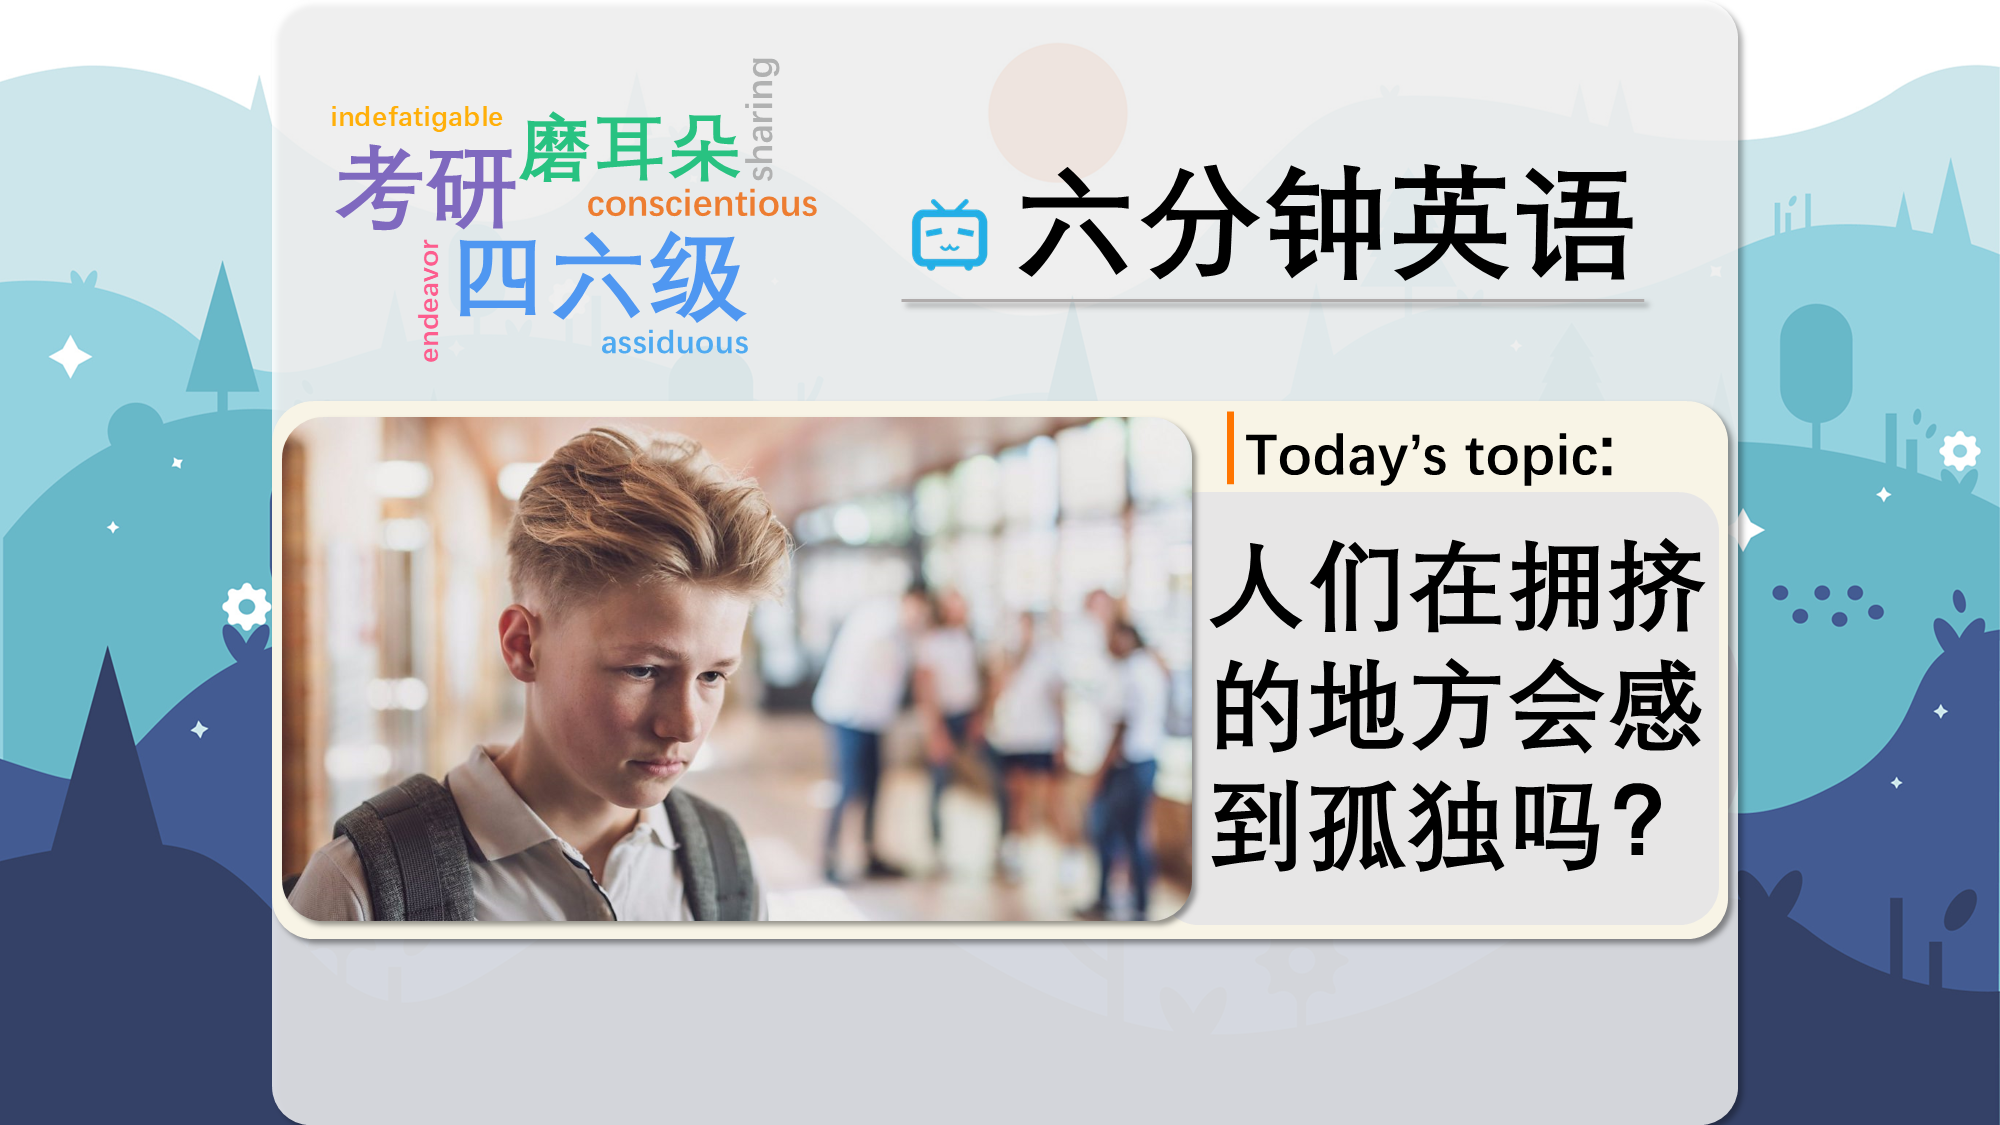 indefatigable
考研
磨耳朵
sharing
conscientious
endeavor
四六级
assiduous
六分钟英语
Today’s topic:
人们在拥挤
的地方会感
到孤独吗？